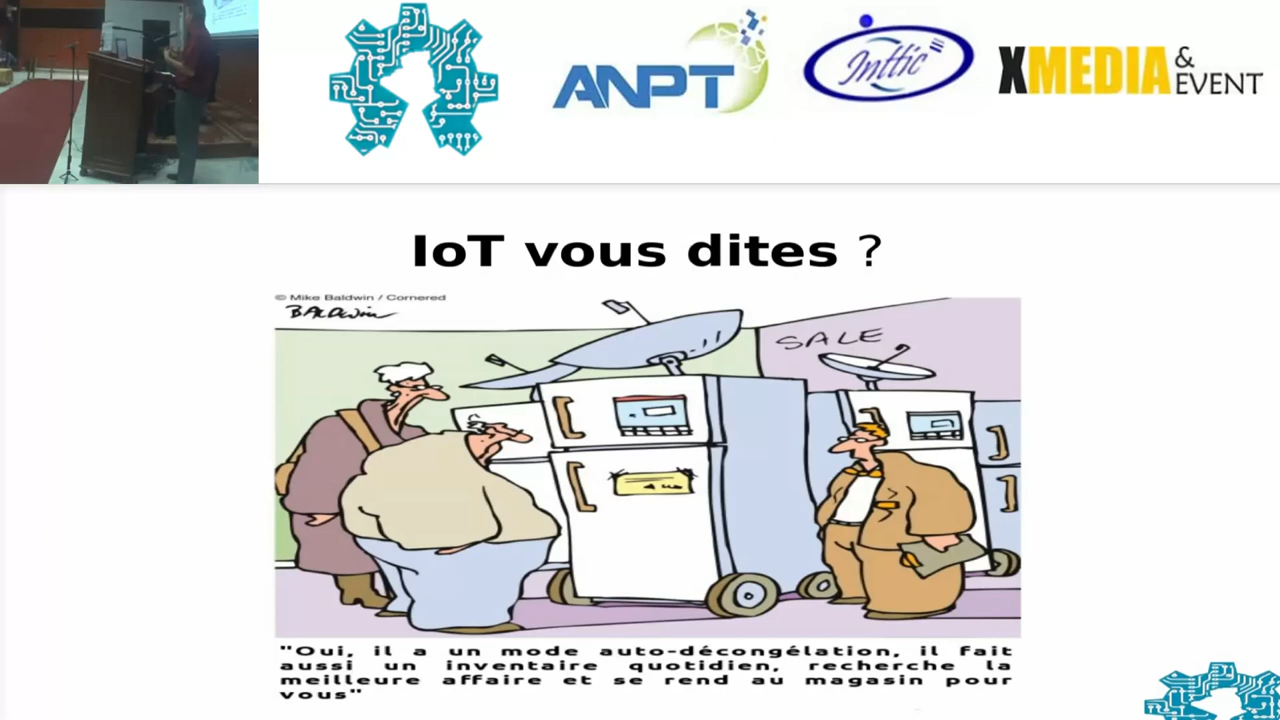 ANPT
Inttic
XMEDIA & EVENT
IoT vous dites ?
© Mike Baldwin / Cornered
BALDWIN
SALE
"Oui, il a un mode auto-décongélation, il fait
aussi un inventaire quotidien, recherche la
meilleure affaire et se rend au magasin pour
vous"